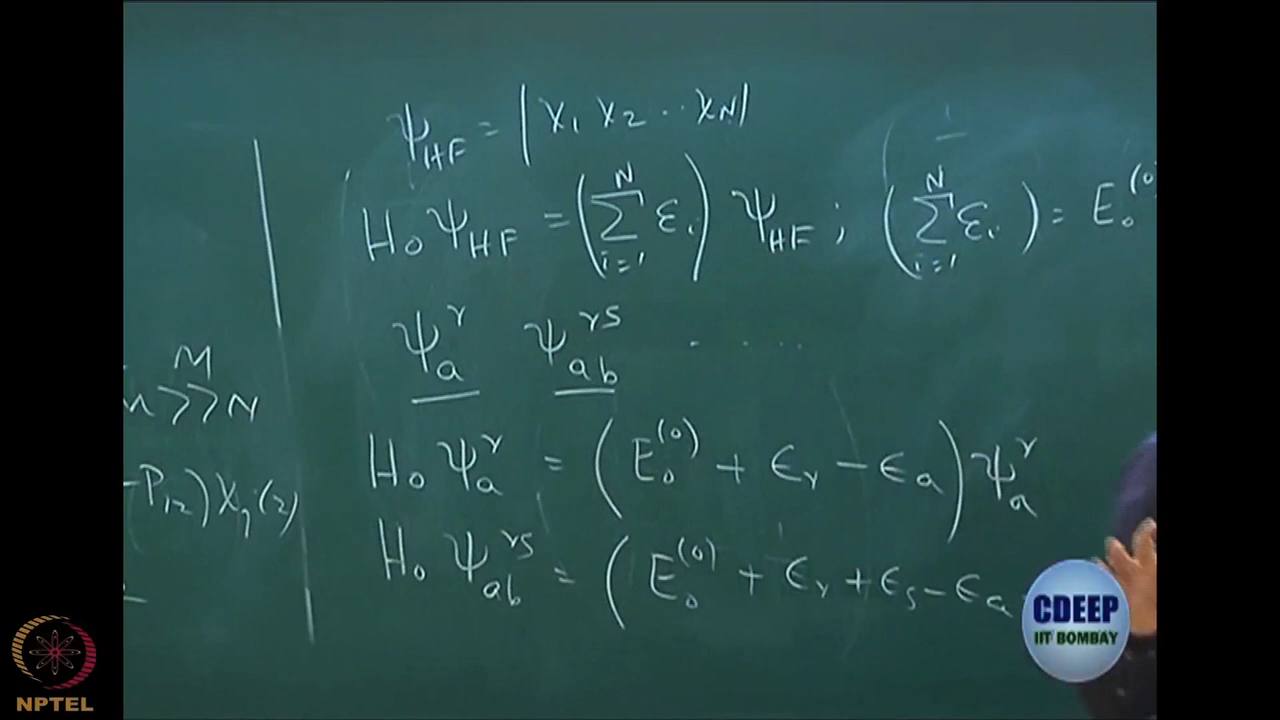 ψ_HF = | χ₁ χ₂ ·· χ_N |
H₀ ψ_HF = (∑_{i=1}^{N} ε_i) ψ_HF ; (∑_{i=1}^{N} ε_i) = E₀^(0)
ψ_a^r ψ_ab^rs . . . . .
M
>> N
H₀ ψ_a^r = (E₀^(0) + ε_r − ε_a) ψ_a^r
−P₁₂) χ_j(2)
H₀ ψ_ab^rs = (E₀^(0) + ε_r + ε_s − ε_a
CDEEP
IIT BOMBAY
NPTEL